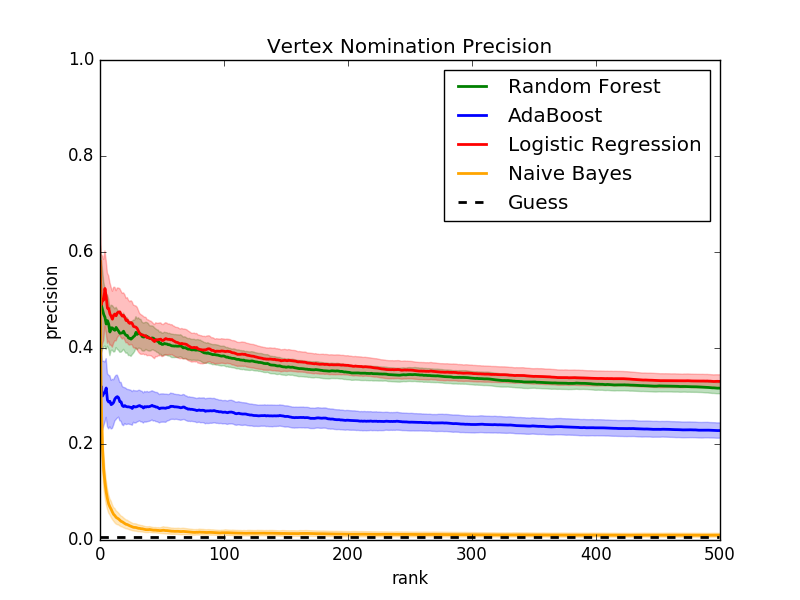 Vertex Nomination Precision
1.0
0.8
0.6
0.4
0.2
0.0
precision
Random Forest
AdaBoost
Logistic Regression
Naive Bayes
Guess
0 100 200 300 400 500
rank